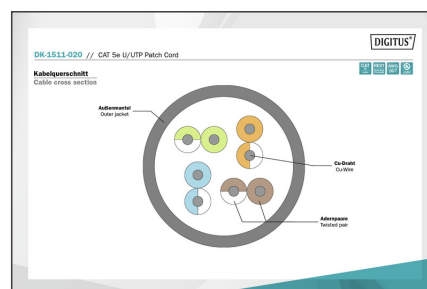 DIGITUS®
DK-1511-020 // CAT 5e U/UTP Patch Cord
Kabelquerschnitt
Cable cross section
Außenmantel
Outer jacket
Cu-Draht
Cu-Wire
Adernpaare
Twisted pair